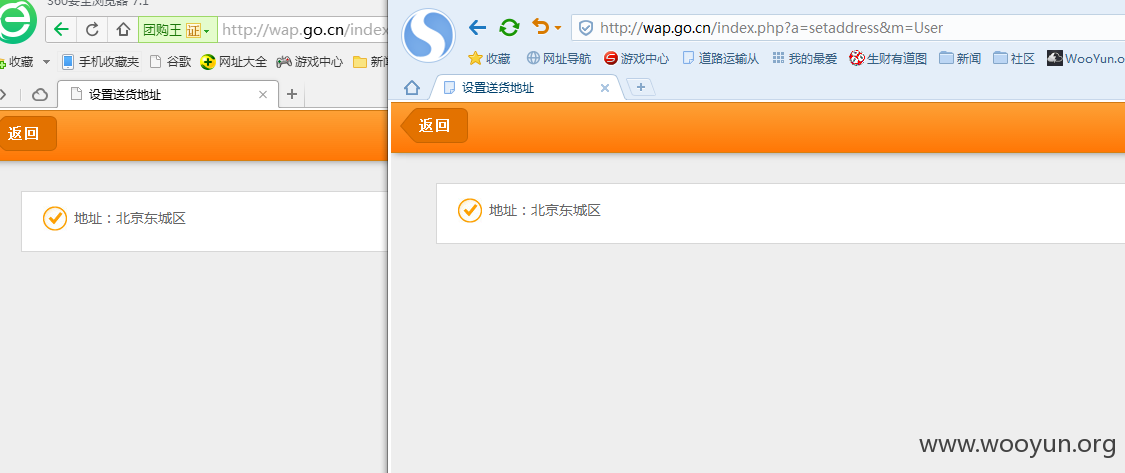 360安全浏览器 7.1
团购王 证 http://wap.go.cn/index
收藏 手机收藏夹 谷歌 网址大全 游戏中心 新闻
设置送货地址
返回
地址：北京东城区
http://wap.go.cn/index.php?a=setaddress&m=User
收藏 网址导航 游戏中心 道路运输从 我的最爱 生财有道图 新闻 社区 WooYun.o
设置送货地址
返回
地址：北京东城区
www.wooyun.org